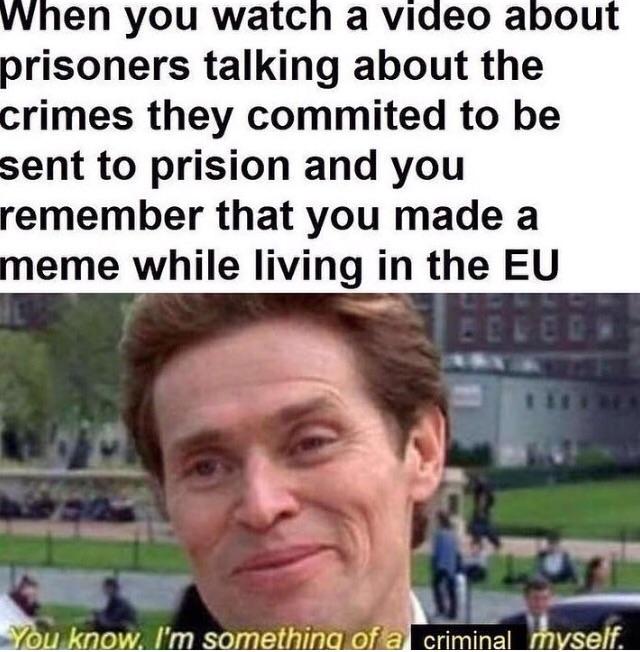 When you watch a video about
prisoners talking about the
crimes they commited to be
sent to prision and you
remember that you made a
meme while living in the EU
You know, I'm something of a criminal myself.